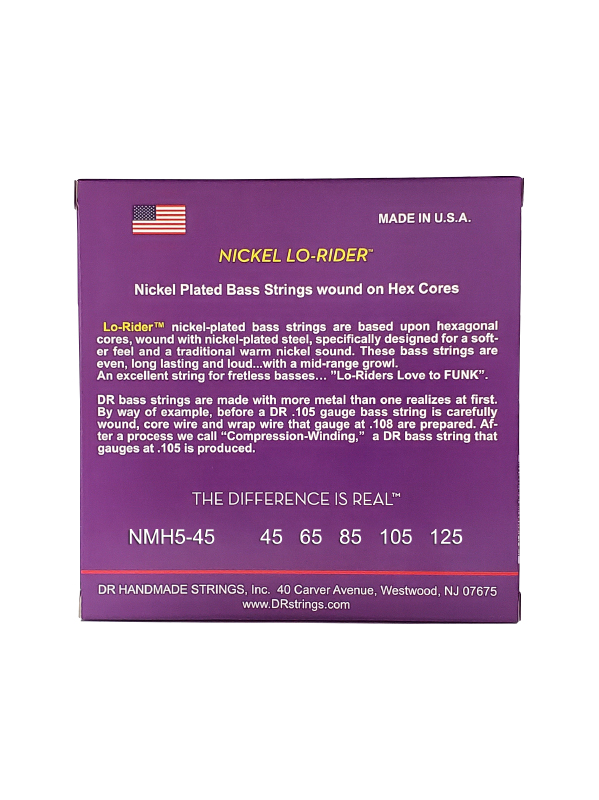 MADE IN U.S.A.
NICKEL LO-RIDER™
Nickel Plated Bass Strings wound on Hex Cores
Lo-Rider™ nickel-plated bass strings are based upon hexagonal
cores, wound with nickel-plated steel, specifically designed for a soft-
er feel and a traditional warm nickel sound. These bass strings are
even, long lasting and loud...with a mid-range growl.
An excellent string for fretless basses... "Lo-Riders Love to FUNK".
DR bass strings are made with more metal than one realizes at first.
By way of example, before a DR .105 gauge bass string is carefully
wound, core wire and wrap wire that gauge at .108 are prepared. Af-
ter a process we call “Compression-Winding,” a DR bass string that
gauges at .105 is produced.
THE DIFFERENCE IS REAL™
NMH5-45 45 65 85 105 125
DR HANDMADE STRINGS, Inc. 40 Carver Avenue, Westwood, NJ 07675
www.DRstrings.com